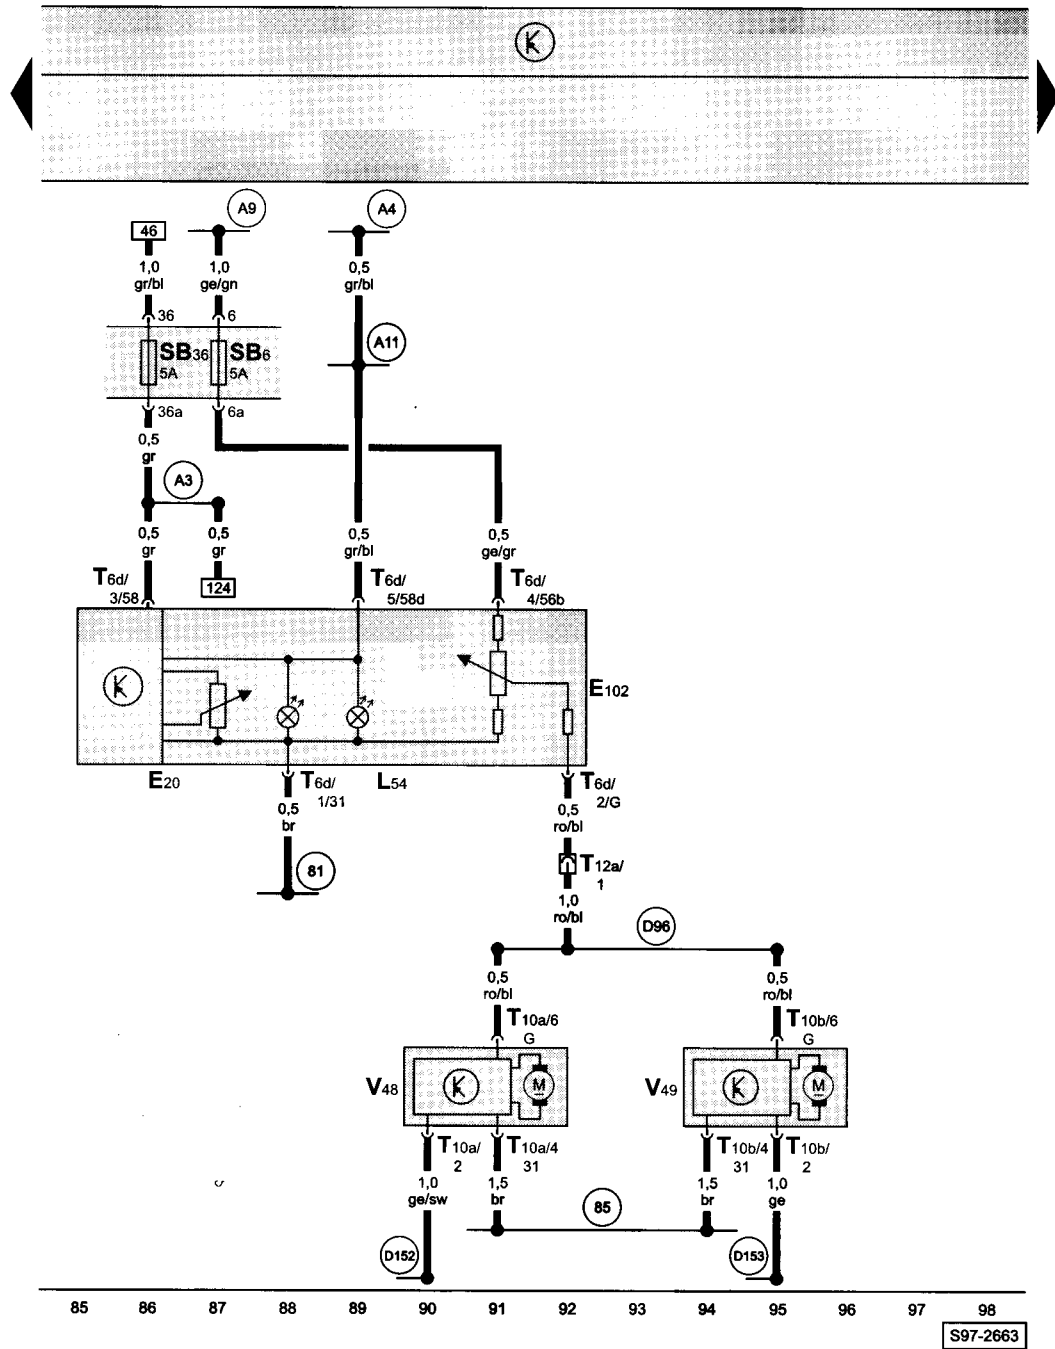 A9
A4
46
1,0
gr/bl
1,0
ge/gn
0,5
gr/bl
36
6
A11
SB36
5A
SB6
5A
36a
6a
0,5
gr
A3
0,5
gr
0,5
gr
0,5
gr/bl
0,5
ge/gr
T6d/
3/58
124
T6d/
5/58d
T6d/
4/56b
E102
E20
T6d/
1/31
L54
T6d/
2/G
0,5
br
0,5
ro/bl
81
T12a/
1
1,0
ro/bl
D96
0,5
ro/bl
0,5
ro/bl
T10a/6
G
T10b/6
G
V48
M
V49
M
T10a/
2
T10a/4
31
T10b/4
31
T10b/
2
1,0
ge/sw
1,5
br
1,5
br
1,0
ge
85
D152
D153
85 86 87 88 89 90 91 92 93 94 95 96 97 98
S97-2663